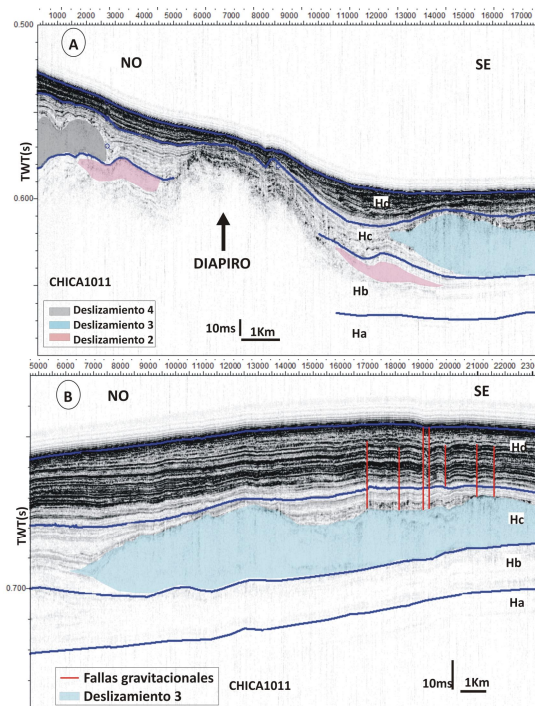 1000 2000 3000 4000 5000 6000 7000 8000 9000 10000 11000 12000 13000 14000 15000 16000 17000
0.500
A
NO
SE
TWT(s)
0.600
Hd
Hc
DIAPIRO
CHICA1011
Hb
Deslizamiento 4
Deslizamiento 3
Deslizamiento 2
10ms
1Km
Ha
5000 7000 9000 10000 11000 12000 13000 14000 15000 16000 17000 18000 19000 20000 21000 22000 2300
B
NO
SE
Hd
TWT(s)
Hc
Hb
0.700
Ha
Fallas gravitacionales
Deslizamiento 3
CHICA1011
10ms
1Km